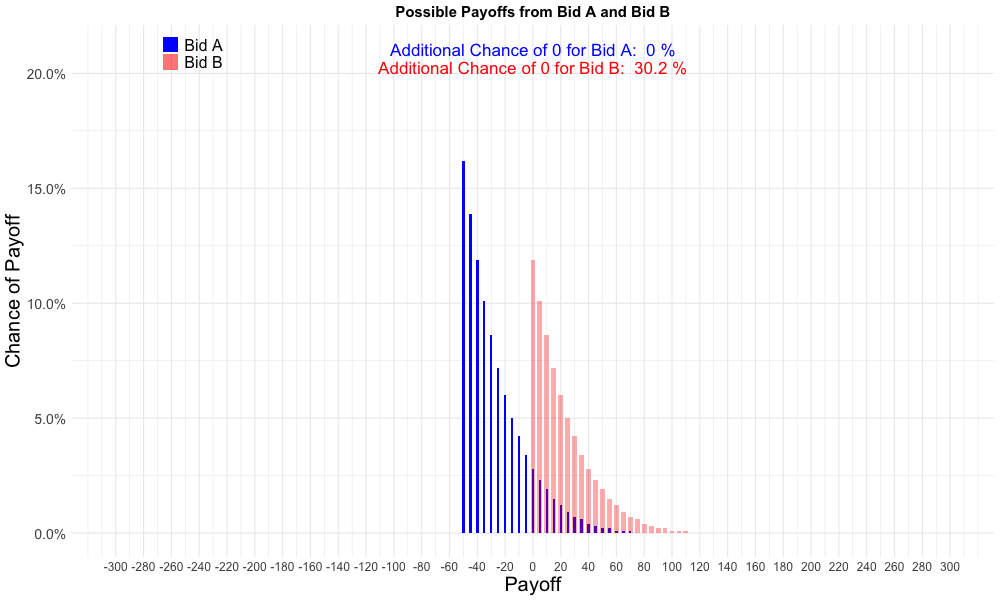 Possible Payoffs from Bid A and Bid B
Bid A
Bid B
Additional Chance of 0 for Bid A:  0 %
Additional Chance of 0 for Bid B:  30.2 %
Chance of Payoff
20.0%
15.0%
10.0%
5.0%
0.0%
-300 -280 -260 -240 -220 -200 -180 -160 -140 -120 -100 -80 -60 -40 -20 0 20 40 60 80 100 120 140 160 180 200 220 240 260 280 300
Payoff